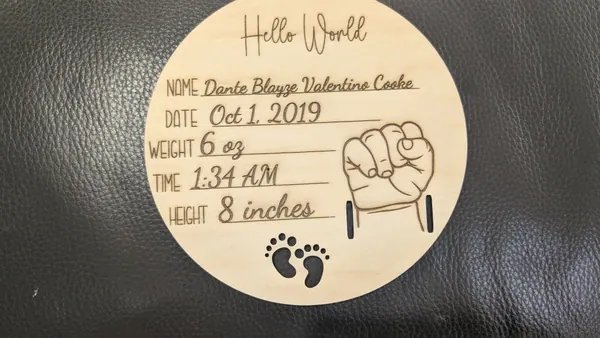 Hello World
NAME Dante Blayze Valentino Cooke
DATE Oct 1, 2019
WEIGHT 6 oz
TIME 1:34 AM
HEIGHT 8 inches